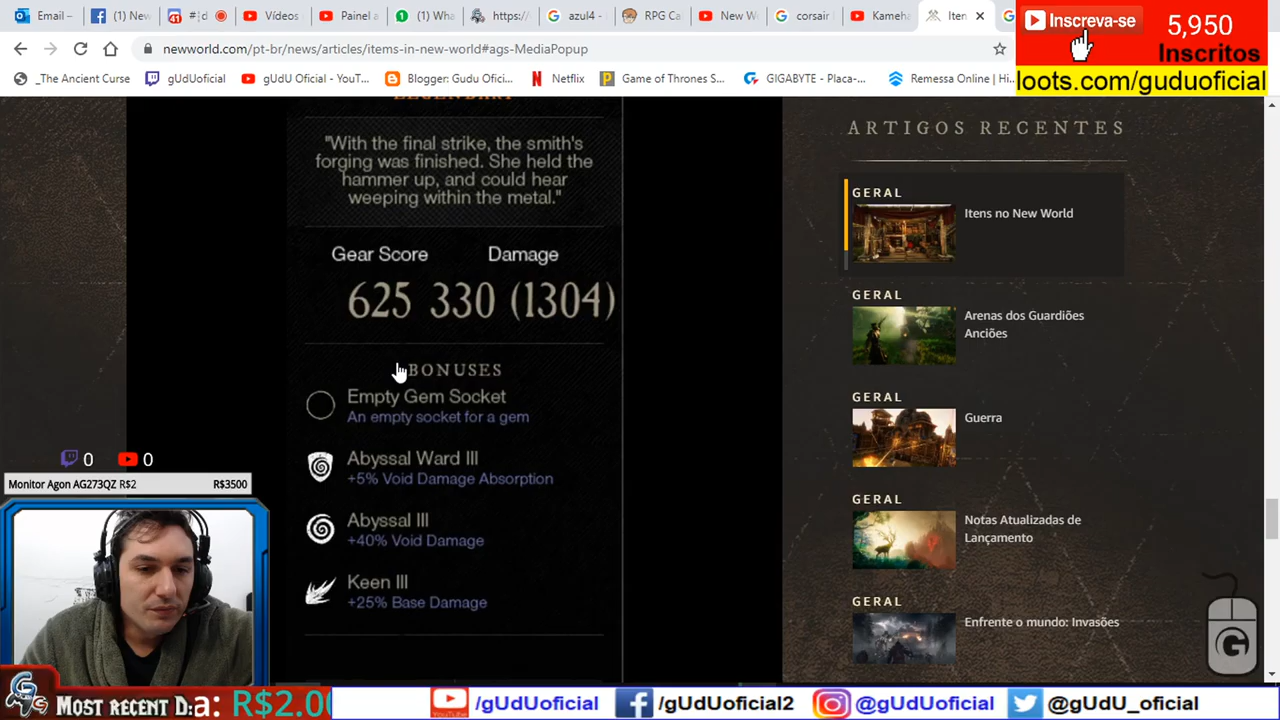 Email –
(1) New
#¦d
Vídeos
Painel a
(1) Wha
https:/
azul4 -
RPG Ca
New W
corsair
Kameha
Iten
newworld.com/pt-br/news/articles/items-in-new-world#ags-MediaPopup
Inscreva-se
5,950
Inscritos
loots.com/guduoficial
_The Ancient Curse
gUdUoficial
gUdU Oficial - YouT...
Blogger: Gudu Ofici...
Netflix
Game of Thrones S...
GIGABYTE - Placa-...
Remessa Online | Hi...
LEGENDARY
"With the final strike, the smith's
forging was finished. She held the
hammer up, and could hear
weeping within the metal."
Gear Score
Damage
625
330 (1304)
BONUSES
Empty Gem Socket
An empty socket for a gem
Abyssal Ward III
+5% Void Damage Absorption
Abyssal III
+40% Void Damage
Keen III
+25% Base Damage
ARTIGOS RECENTES
GERAL
Itens no New World
GERAL
Arenas dos Guardiões
Anciões
GERAL
Guerra
GERAL
Notas Atualizadas de
Lançamento
GERAL
Enfrente o mundo: Invasões
0
0
Monitor Agon AG273QZ R$2
R$3500
G
Most recent D
a: R$2.00
/gUdUoficial
/gUdUoficial2
@gUdUoficial
@gUdU_oficial